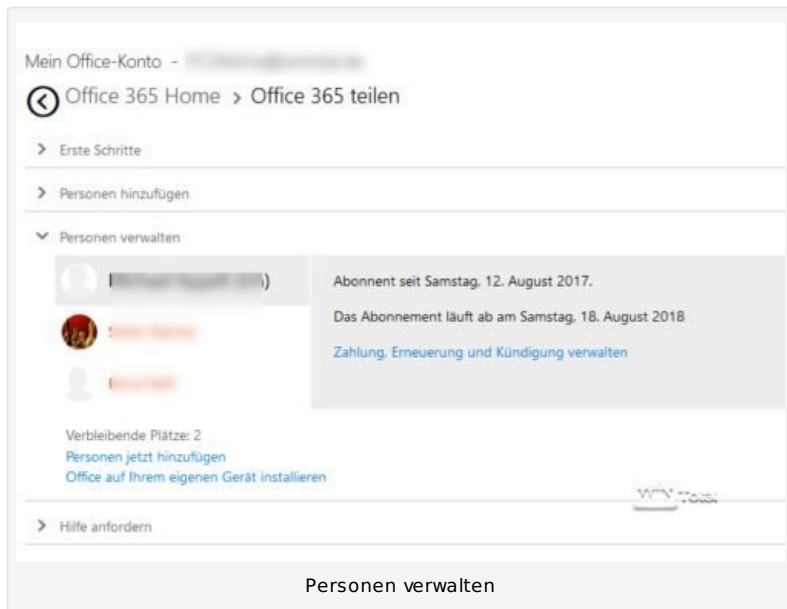 Mein Office-Konto -
Office 365 Home > Office 365 teilen
> Erste Schritte
> Personen hinzufügen
Personen verwalten
Abonnent seit Samstag, 12. August 2017.
Das Abonnement läuft ab am Samstag, 18. August 2018
Zahlung, Erneuerung und Kündigung verwalten
Verbleibende Plätze: 2
Personen jetzt hinzufügen
Office auf Ihrem eigenen Gerät installieren
> Hilfe anfordern
Personen verwalten